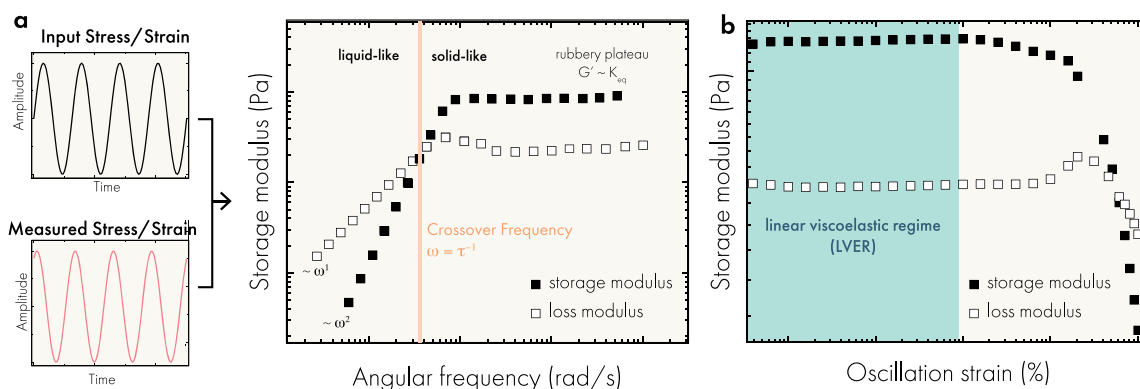 a
Input Stress/Strain
Amplitude
Time
Measured Stress/Strain
Amplitude
Time
Storage modulus (Pa)
liquid-like
solid-like
rubbery plateau
G' ~ K_eq
Crossover Frequency
ω = τ⁻¹
~ ω¹
~ ω²
storage modulus
loss modulus
Angular frequency (rad/s)
b
Storage modulus (Pa)
linear viscoelastic regime
(LVER)
storage modulus
loss modulus
Oscillation strain (%)